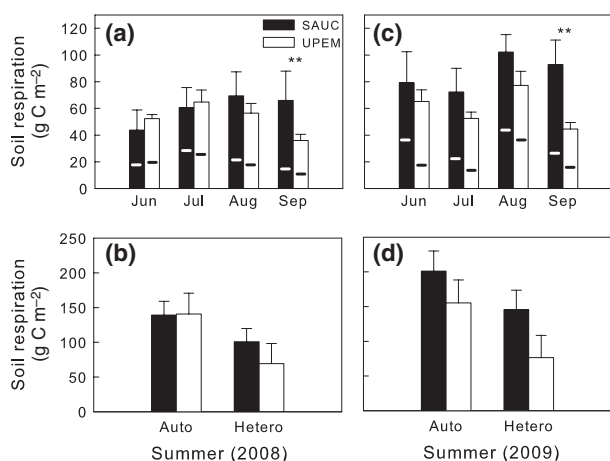 (a)
SAUC
UPEM
**
Soil respiration
(g C m⁻²)
120
100
80
60
40
20
0
Jun Jul Aug Sep
(c)
**
Jun Jul Aug Sep
(b)
Soil respiration
(g C m⁻²)
250
200
150
100
50
0
Auto Hetero
Summer (2008)
(d)
Auto Hetero
Summer (2009)